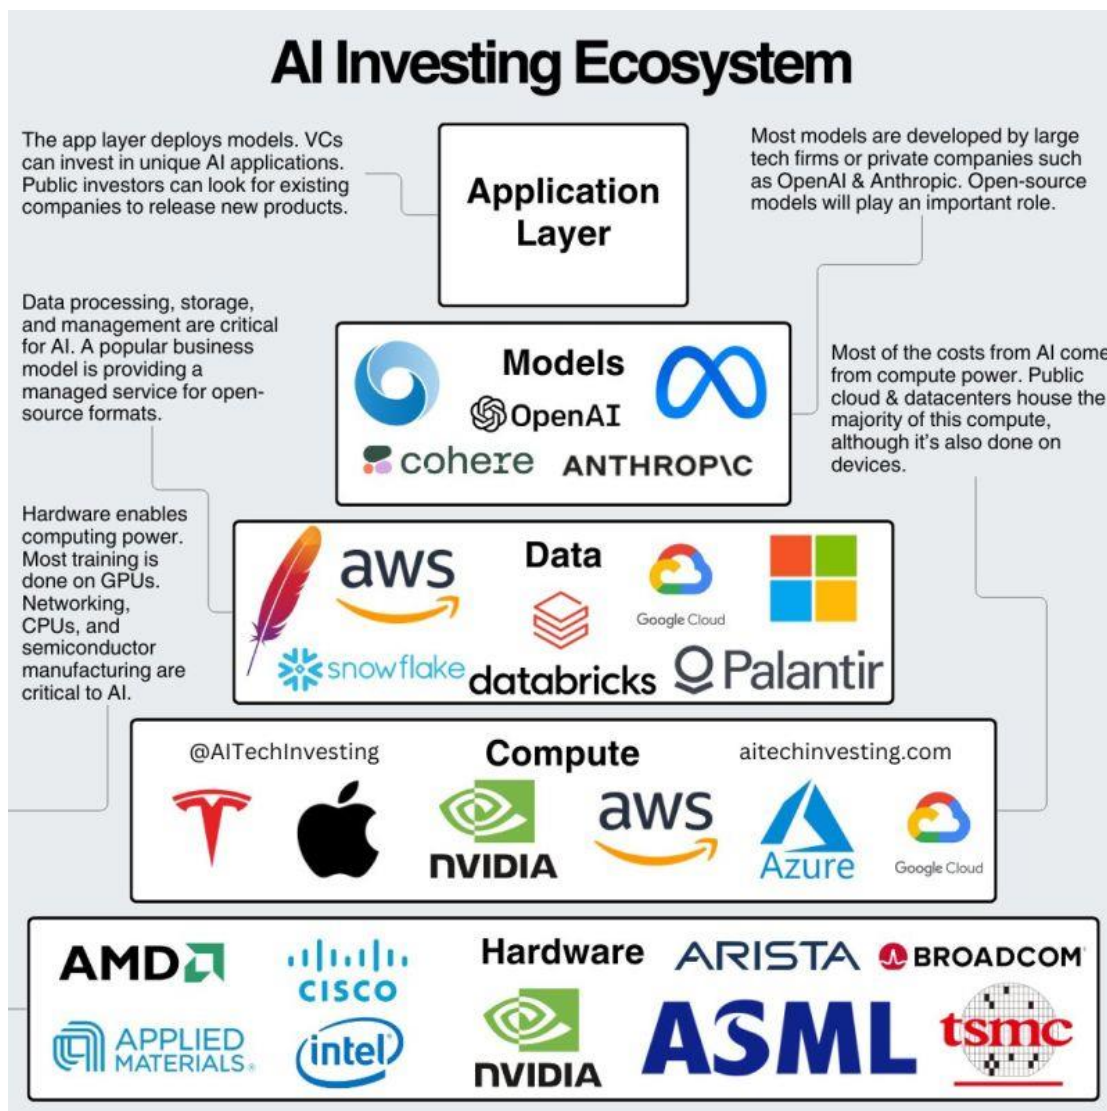 AI Investing Ecosystem
The app layer deploys models. VCs
can invest in unique AI applications.
Public investors can look for existing
companies to release new products.
Application
Layer
Most models are developed by large
tech firms or private companies such
as OpenAI & Anthropic. Open-source
models will play an important role.
Data processing, storage,
and management are critical
for AI. A popular business
model is providing a
managed service for open-
source formats.
Models
OpenAI
cohere
ANTHROP\C
Most of the costs from AI come
from compute power. Public
cloud & datacenters house the
majority of this compute,
although it's also done on
devices.
Hardware enables
computing power.
Most training is
done on GPUs.
Networking,
CPUs, and
semiconductor
manufacturing are
critical to AI.
Data
aws
Google Cloud
snowflake
databricks
Palantir
@AITechInvesting
Compute
aitechinvesting.com
NVIDIA
aws
Azure
Google Cloud
AMD
CISCO
Hardware
ARISTA
BROADCOM
APPLIED
MATERIALS
intel
NVIDIA
ASML
tsmc